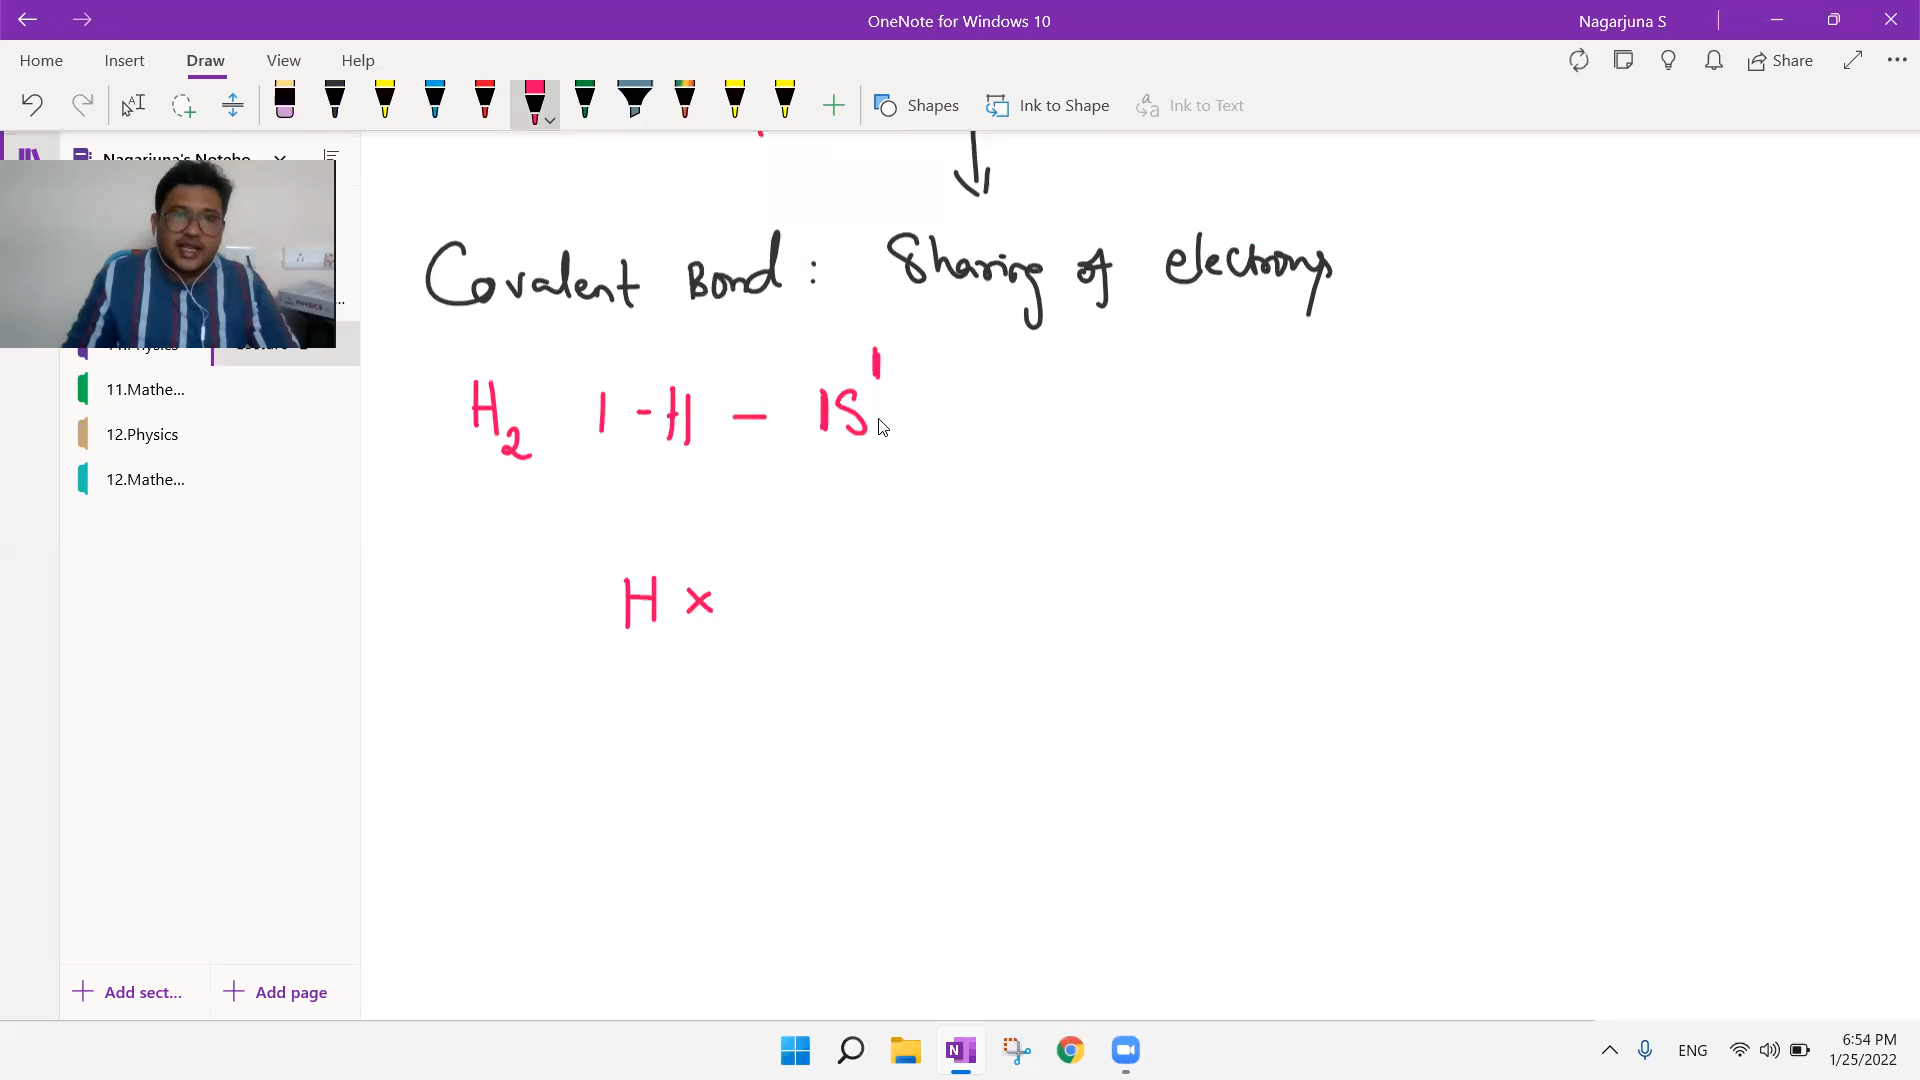 OneNote for Windows 10
Nagarjuna S
Home Insert Draw View Help
Share
Shapes Ink to Shape Ink to Text
Nagarjuna's Notebo
Covalent Bond : Sharing of electrons
...
11.Mathe...
12.Physics
12.Mathe...
H₂ 1 - H — 1S¹
H ×
Add sect... Add page
ENG
6:54 PM
1/25/2022